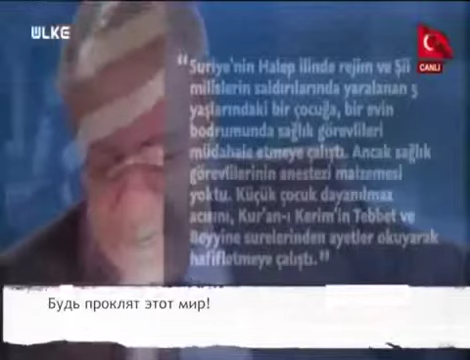 ÜLKE
CANLI
"Suriye'nin Halep ilinde rejim ve Şii
milislerin saldırılarında yaralanan 5
yaşlarındaki bir çocuğa, bir evin
bodrumunda sağlık görevlileri
müdahale etmeye çalıştı. Ancak sağlık
görevlilerinin anestezi malzemesi
yoktu. Küçük çocuk dayanılmaz
acısını, Kur'an-ı Kerim'in Tebbet ve
Beyyine surelerinden ayetler okuyarak
hafifletmeye çalıştı."
Будь проклят этот мир!